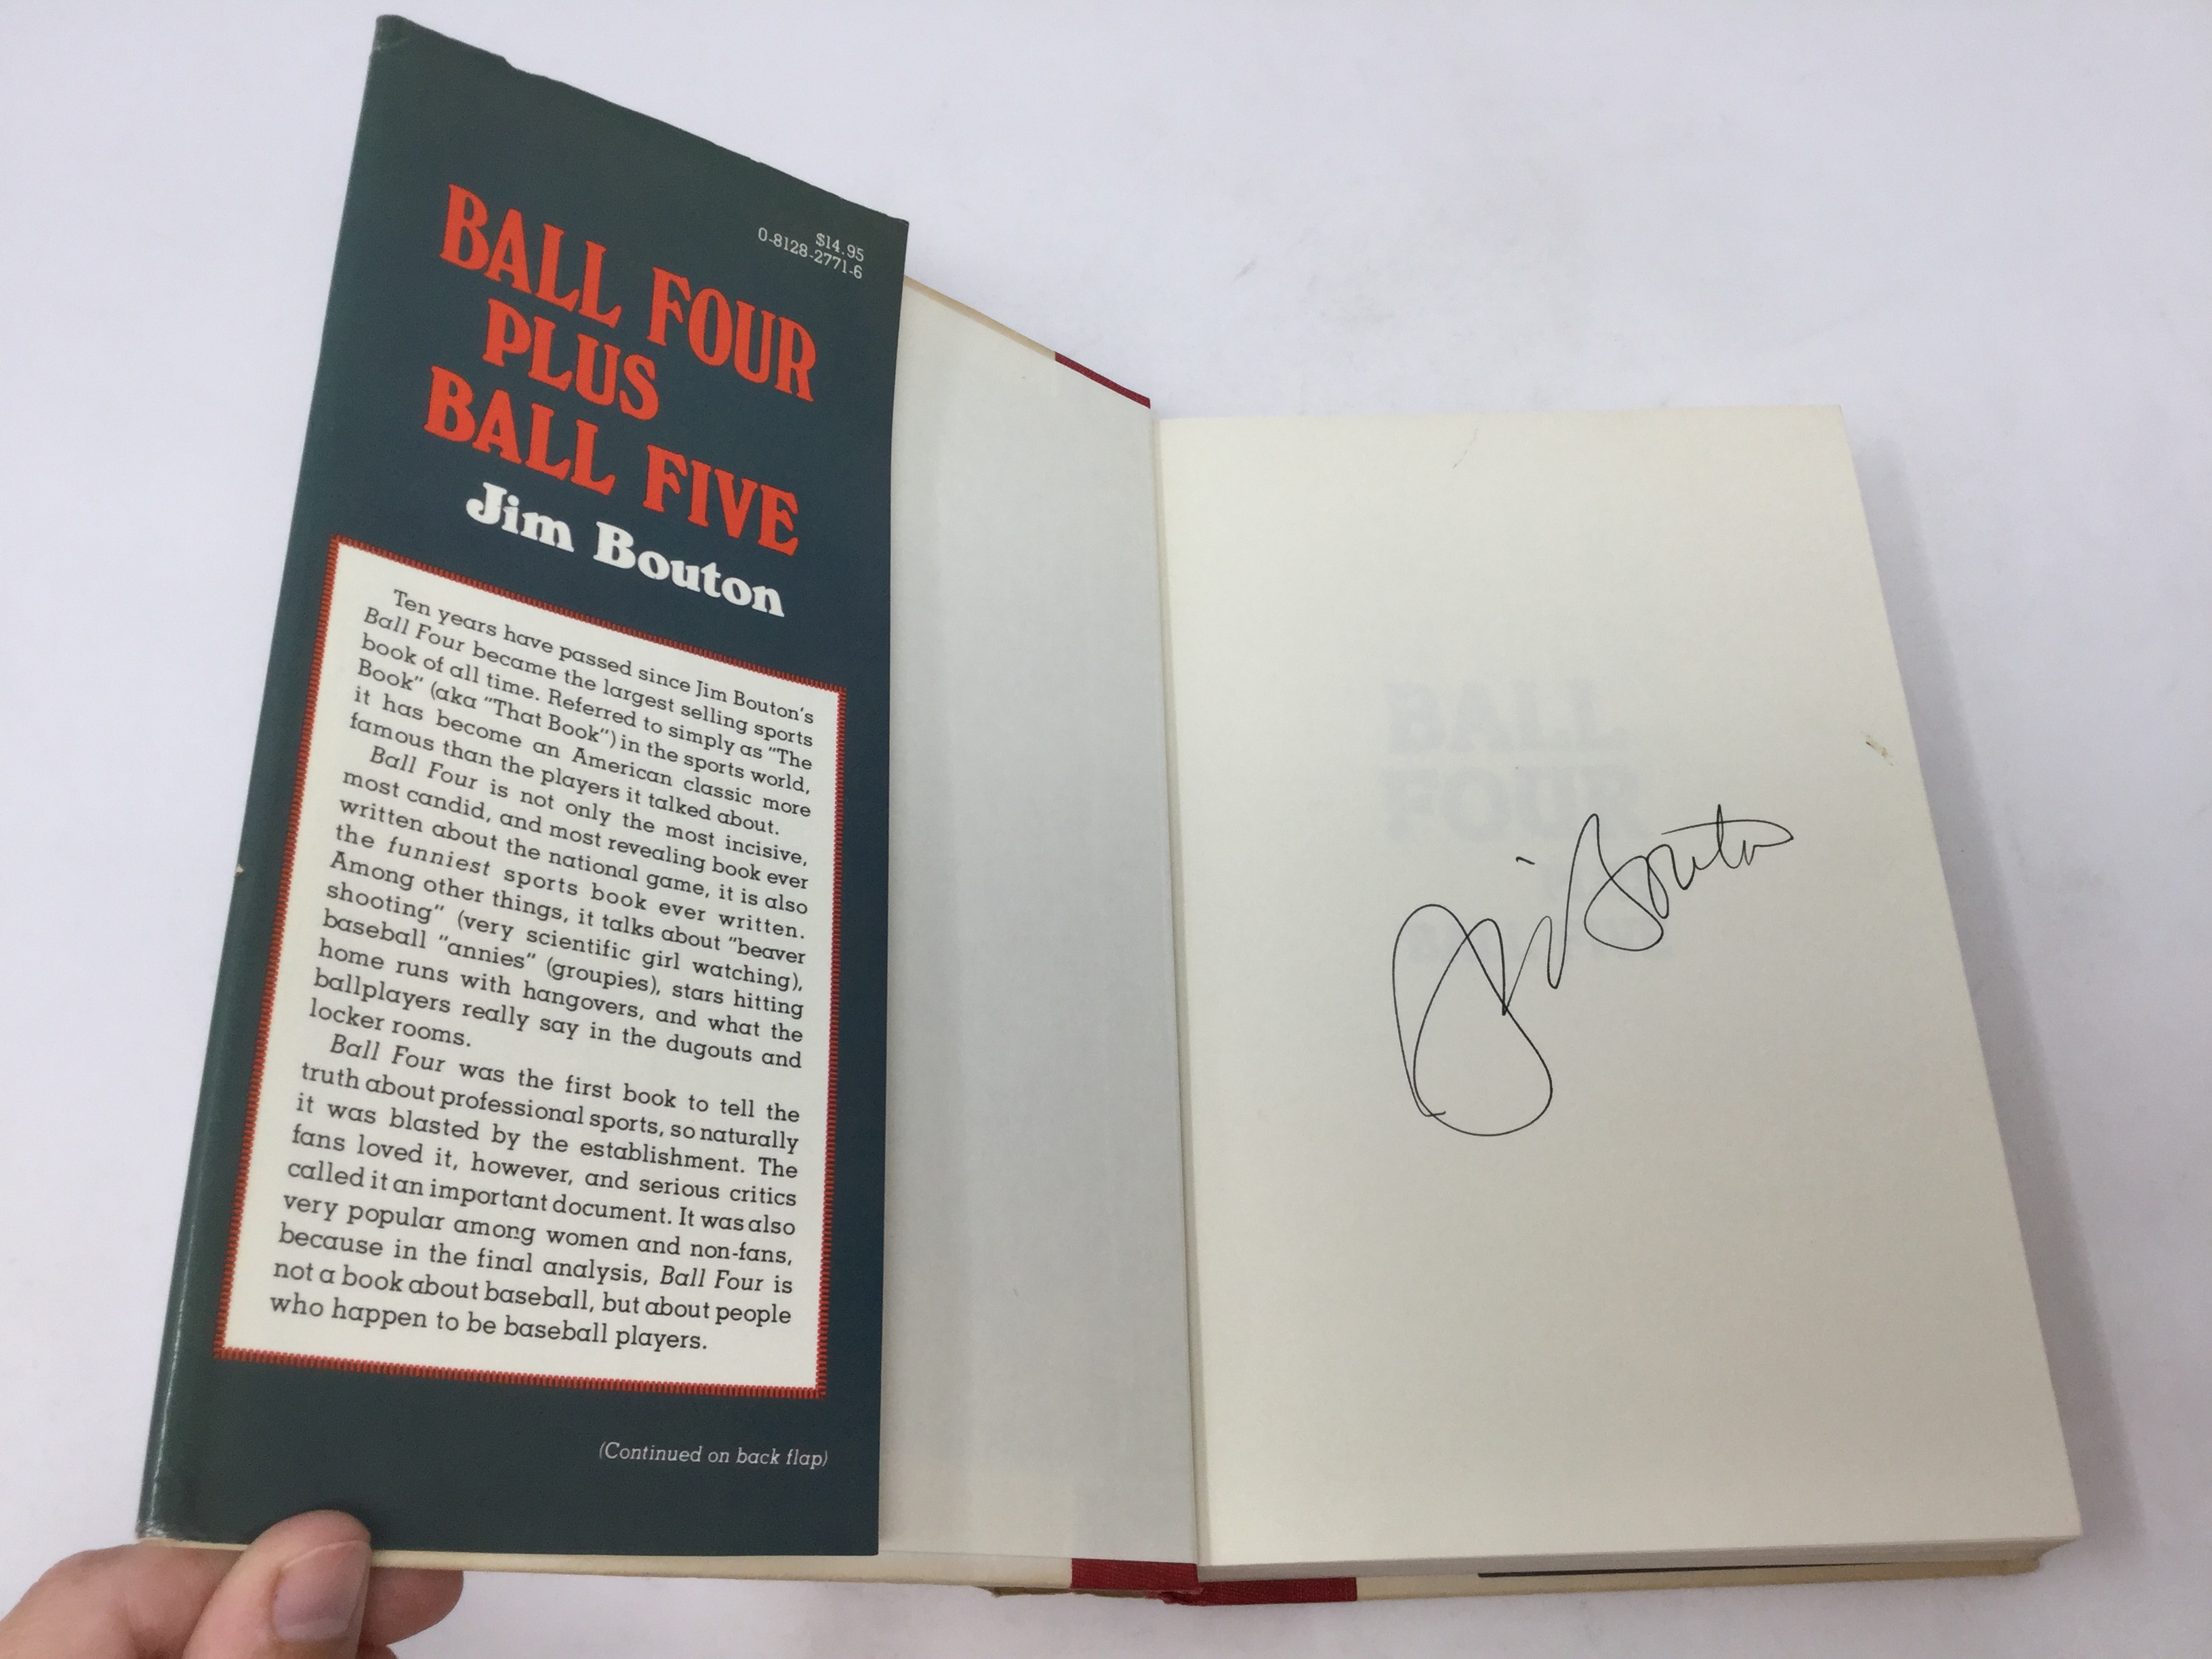 $14.95
0-8128-2771-6
BALL FOUR
PLUS
BALL FIVE
Jim Bouton
Ten years have passed since Jim Bouton's
Ball Four became the largest selling sports
book of all time. Referred to simply as "The
Book" (aka "That Book") in the sports world,
it has become an American classic more
famous than the players it talked about.
Ball Four is not only the most incisive,
most candid, and most revealing book ever
written about the national game, it is also
the funniest sports book ever written.
Among other things, it talks about "beaver
shooting" (very scientific girl watching),
baseball "annies" (groupies), stars hitting
home runs with hangovers, and what the
ballplayers really say in the dugouts and
locker rooms.
Ball Four was the first book to tell the
truth about professional sports, so naturally
it was blasted by the establishment. The
fans loved it, however, and serious critics
called it an important document. It was also
very popular among women and non-fans,
because in the final analysis, Ball Four is
not a book about baseball, but about people
who happen to be baseball players.
(Continued on back flap)
BALL
FOUR
Jim Bouton